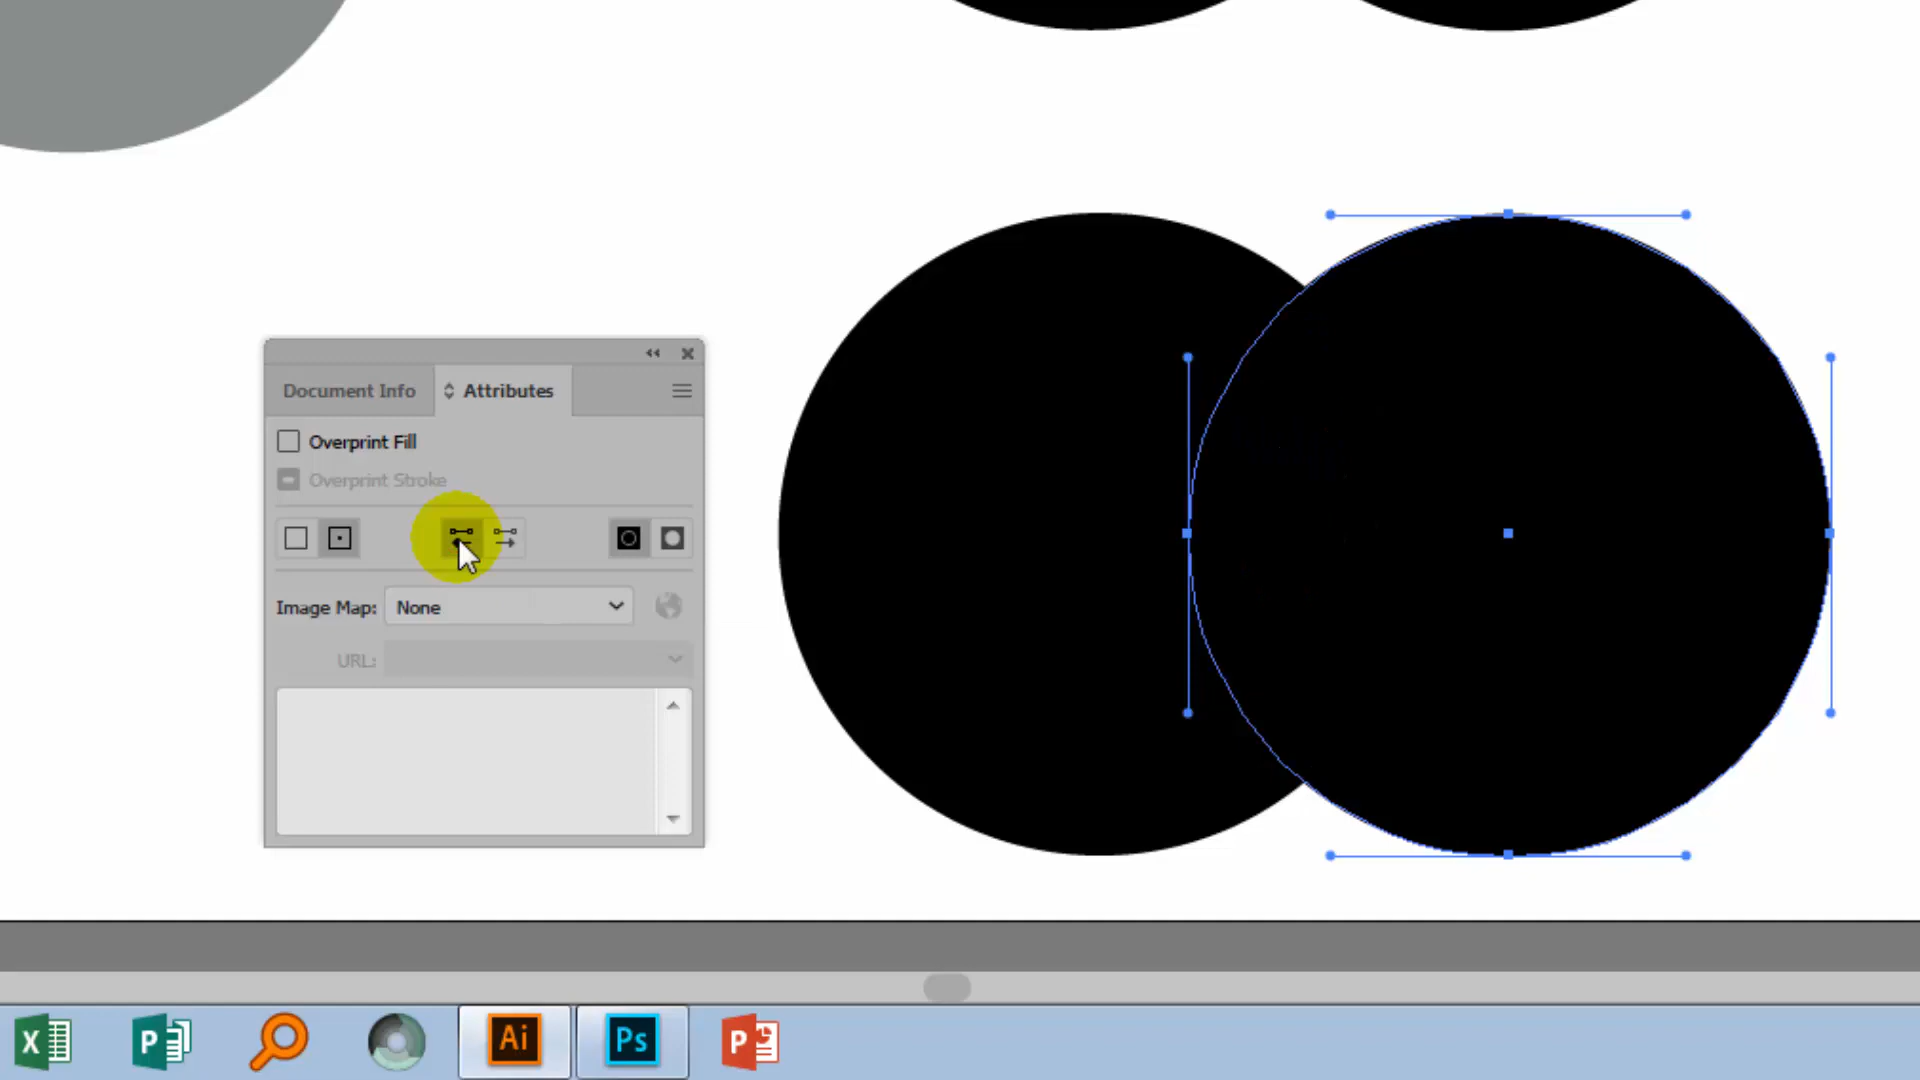 Document Info
Attributes
Overprint Fill
Overprint Stroke
Image Map: None
URL:
X P Ai Ps P